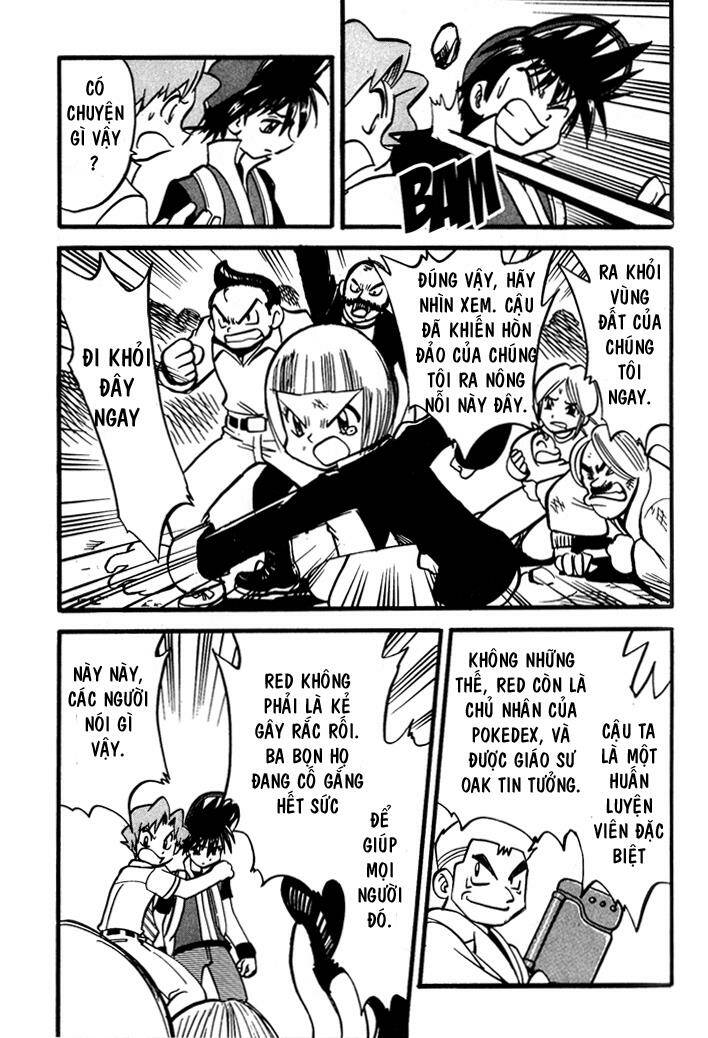 BAM
CÓ
CHUYỆN
GÌ VẬY
?
RA KHỎI
VÙNG
ĐẤT CỦA
CHÚNG
TÔI
NGAY.
ĐÚNG VẬY, HÃY
NHÌN XEM. CẬU
ĐÃ KHIẾN HÒN
ĐẢO CỦA CHÚNG
TÔI RA NÔNG
NỖI NÀY ĐÂY.
ĐI KHỎI
ĐÂY
NGAY
CẬU TA
LÀ MỘT
HUẤN
LUYỆN
VIÊN ĐẶC
BIỆT
KHÔNG NHỮNG
THẾ, RED CÒN LÀ
CHỦ NHÂN CỦA
POKEDEX, VÀ
ĐƯỢC GIÁO SƯ
OAK TIN TƯỞNG.
RED KHÔNG
PHẢI LÀ KẺ
GÂY RẮC RỐI.
BA BỌN HỌ
ĐANG CỐ GẮNG
HẾT SỨC
ĐỂ
GIÚP
MỌI
NGƯỜI
ĐÓ.
NÀY NÀY,
CÁC NGƯỜI
NÓI GÌ
VẬY.